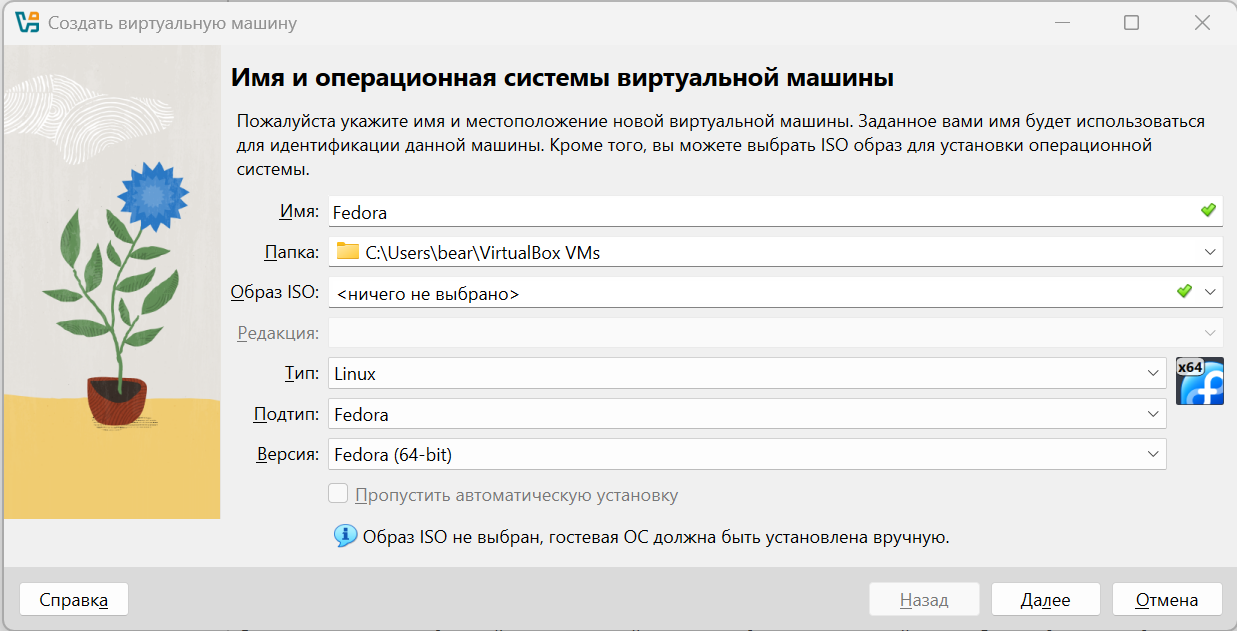 Создать виртуальную машину
Имя и операционная системы виртуальной машины
Пожалуйста укажите имя и местоположение новой виртуальной машины. Заданное вами имя будет использоваться
для идентификации данной машины. Кроме того, вы можете выбрать ISO образ для установки операционной
системы.
Имя: Fedora
Папка: C:\Users\bear\VirtualBox VMs
Образ ISO: <ничего не выбрано>
Редакция:
Тип: Linux
x64
Подтип: Fedora
Версия: Fedora (64-bit)
Пропустить автоматическую установку
Образ ISO не выбран, гостевая ОС должна быть установлена вручную.
Справка Назад Далее Отмена